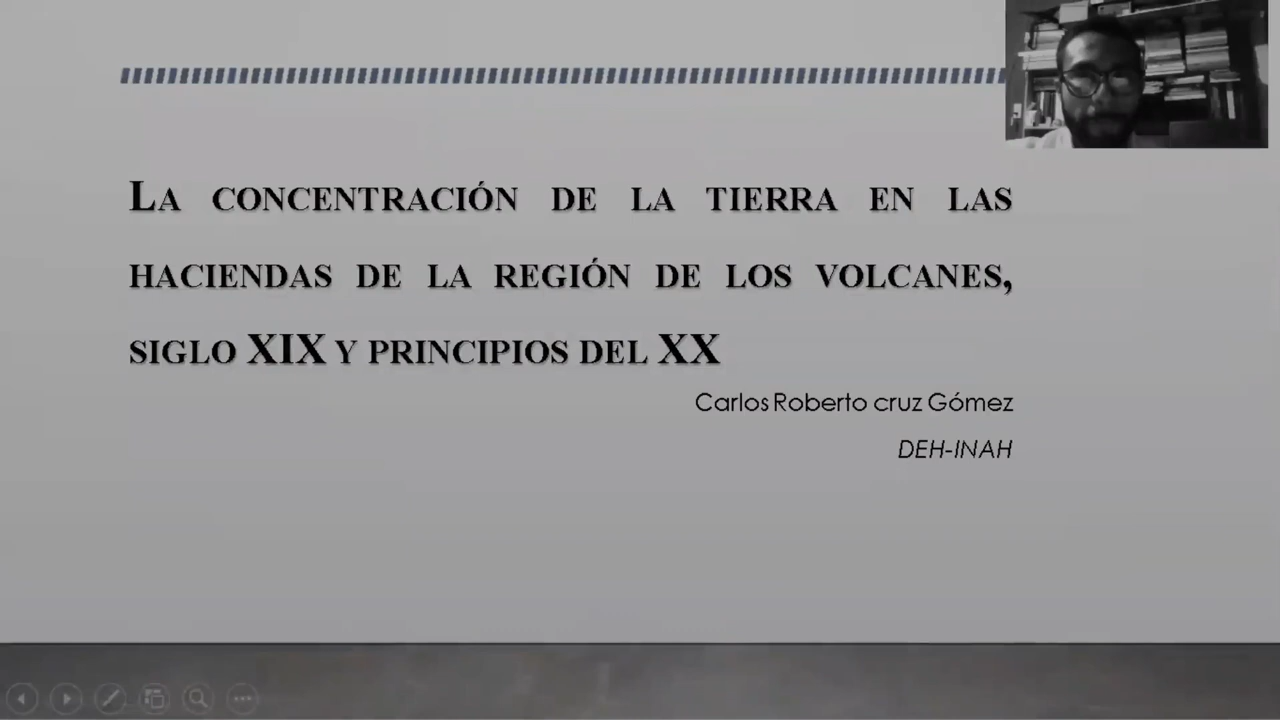 La concentración de la tierra en las
haciendas de la región de los volcanes,
siglo XIX y principios del XX
Carlos Roberto cruz Gómez
DEH-INAH